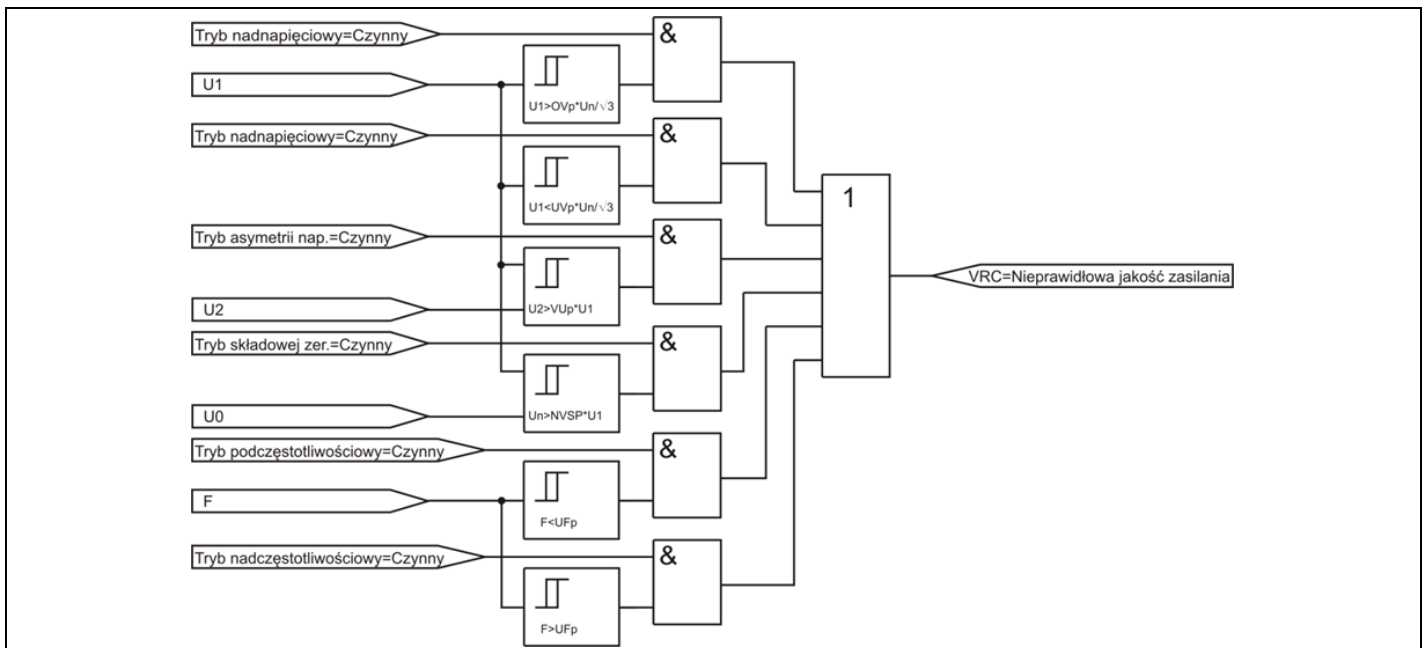 Tryb nadnapięciowy=Czynny
&
U1
U1>OVp*Un/√3
Tryb nadnapięciowy=Czynny
&
U1<UVp*Un/√3
1
Tryb asymetrii nap.=Czynny
&
U2>VUp*U1
VRC=Nieprawidłowa jakość zasilania
U2
Tryb składowej zer.=Czynny
&
Un>NVSP*U1
U0
Tryb podczęstotliwościowy=Czynny
&
F
F<UFp
Tryb nadczęstotliwościowy=Czynny
&
F>UFp